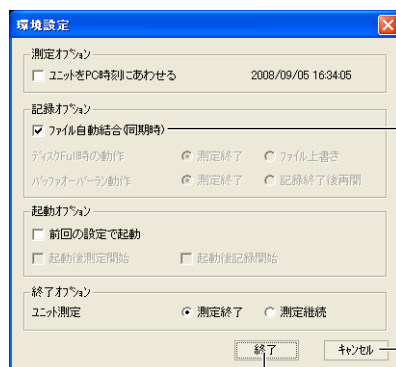 環境設定
測定ｵﾌﾟｼｮﾝ
ﾕﾆｯﾄをPC時刻にあわせる 2008/09/05 16:34:05
記録ｵﾌﾟｼｮﾝ
ﾌｧｲﾙ自動結合(同期時)
ﾃﾞｨｽｸFull時の動作 測定終了 ﾌｧｲﾙ上書き
ﾊﾞｯﾌｧｵｰﾊﾞｰﾗﾝ動作 測定終了 記録終了後再開
起動ｵﾌﾟｼｮﾝ
前回の設定で起動
起動後測定開始 起動後記録開始
終了ｵﾌﾟｼｮﾝ
ﾕﾆｯﾄ測定 測定終了 測定継続
終了 ｷｬﾝｾﾙ